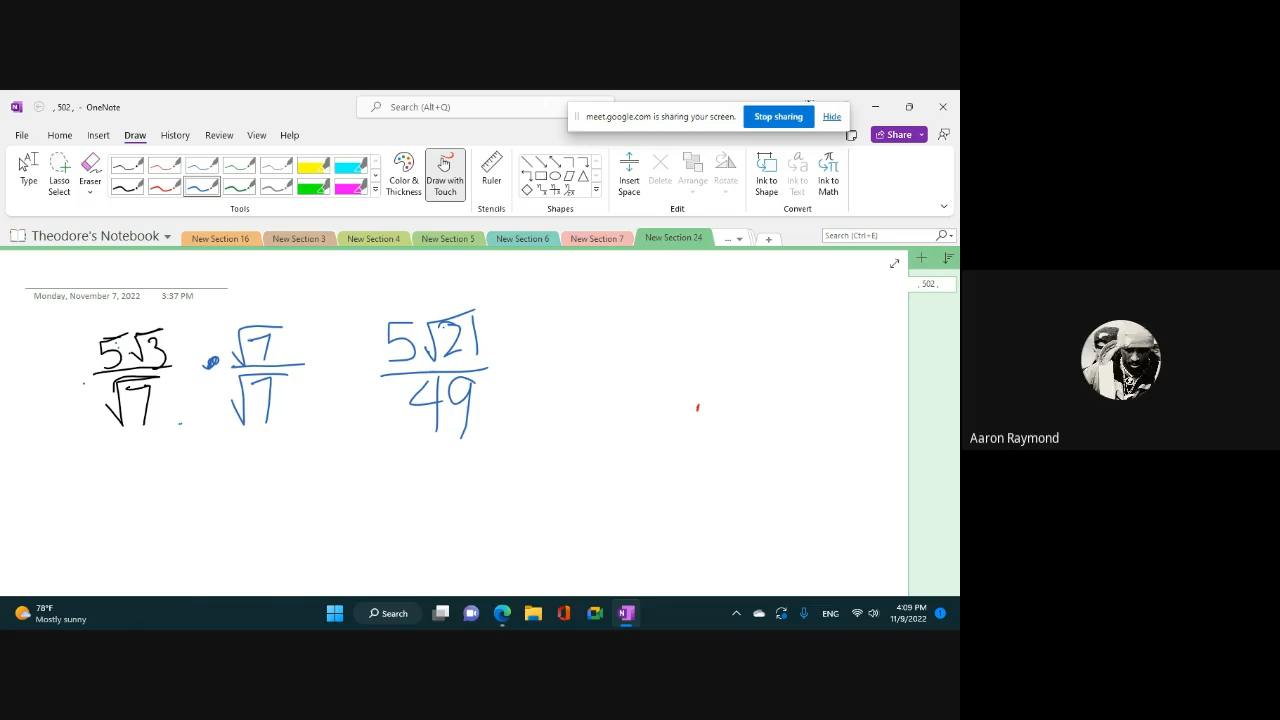 , 502 , - OneNote
Search (Alt+Q)
meet.google.com is sharing your screen.
Stop sharing
Hide
File Home Insert Draw History Review View Help
Share
Type
Lasso Select
Eraser
Color & Thickness
Draw with Touch
Ruler
Insert Space
Delete
Arrange
Rotate
Ink to Shape
Ink to Text
Ink to Math
Tools
Stencils
Shapes
Edit
Convert
Theodore's Notebook
New Section 16
New Section 3
New Section 4
New Section 5
New Section 6
New Section 7
New Section 24
...
Search (Ctrl+E)
, 502 ,
Monday, November 7, 2022 3:37 PM
5√3 • √7 5√21
√7 √7 49
Aaron Raymond
78°F
Mostly sunny
Search
ENG
4:09 PM
11/9/2022
1